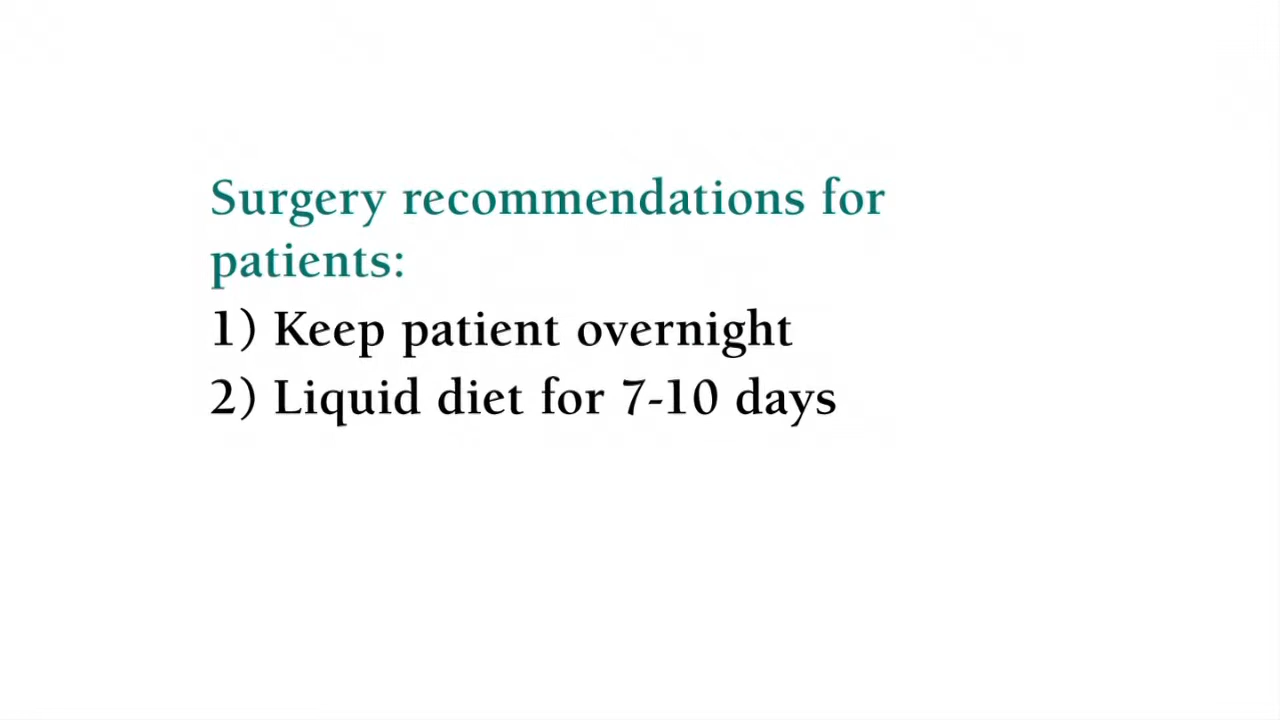 Surgery recommendations for
patients:
1) Keep patient overnight
2) Liquid diet for 7-10 days